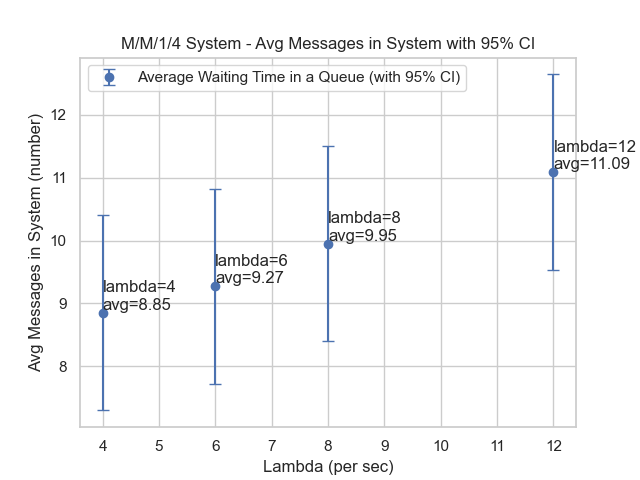 M/M/1/4 System - Avg Messages in System with 95% CI
Average Waiting Time in a Queue (with 95% CI)
Avg Messages in System (number)
12
11
10
9
8
lambda=4
avg=8.85
lambda=6
avg=9.27
lambda=8
avg=9.95
lambda=12
avg=11.09
4 5 6 7 8 9 10 11 12
Lambda (per sec)